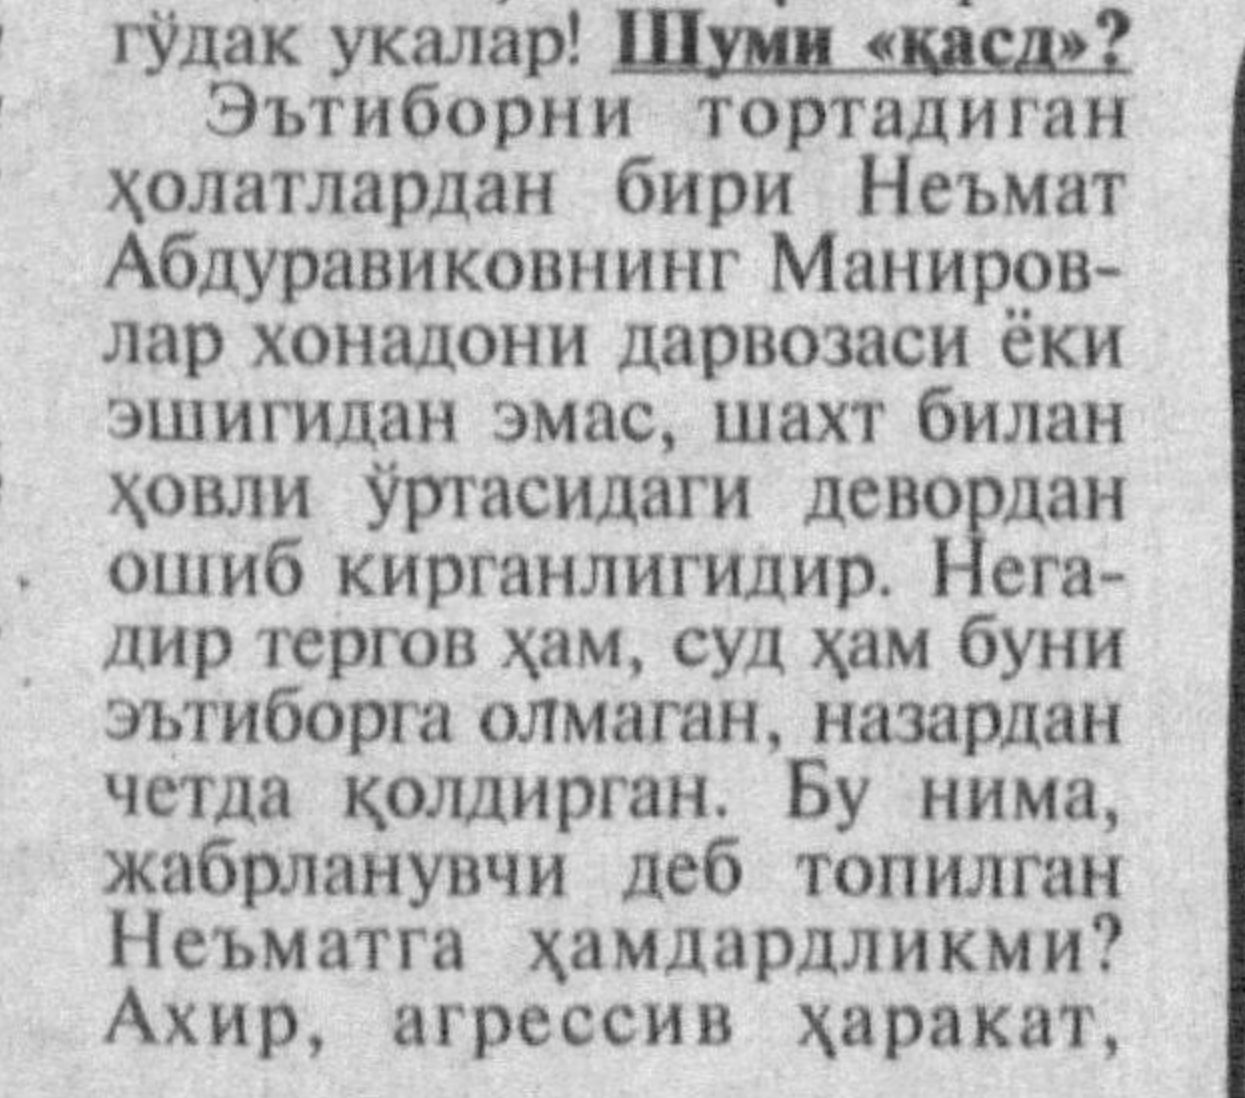 гўдак укалар! Шуми «қасд»?
Эътиборни тортадиган
ҳолатлардан бири Неъмат
Абдуравиковнинг Маниров-
лар хонадони дарвозаси ёки
эшигидан эмас, шахт билан
ҳовли ўртасидаги девордан
ошиб кирганлигидир. Нега-
дир тергов ҳам, суд ҳам буни
эътиборга олмаган, назардан
четда қолдирган. Бу нима,
жабрланувчи деб топилган
Неъматга ҳамдардликми?
Ахир, агрессив ҳаракат,